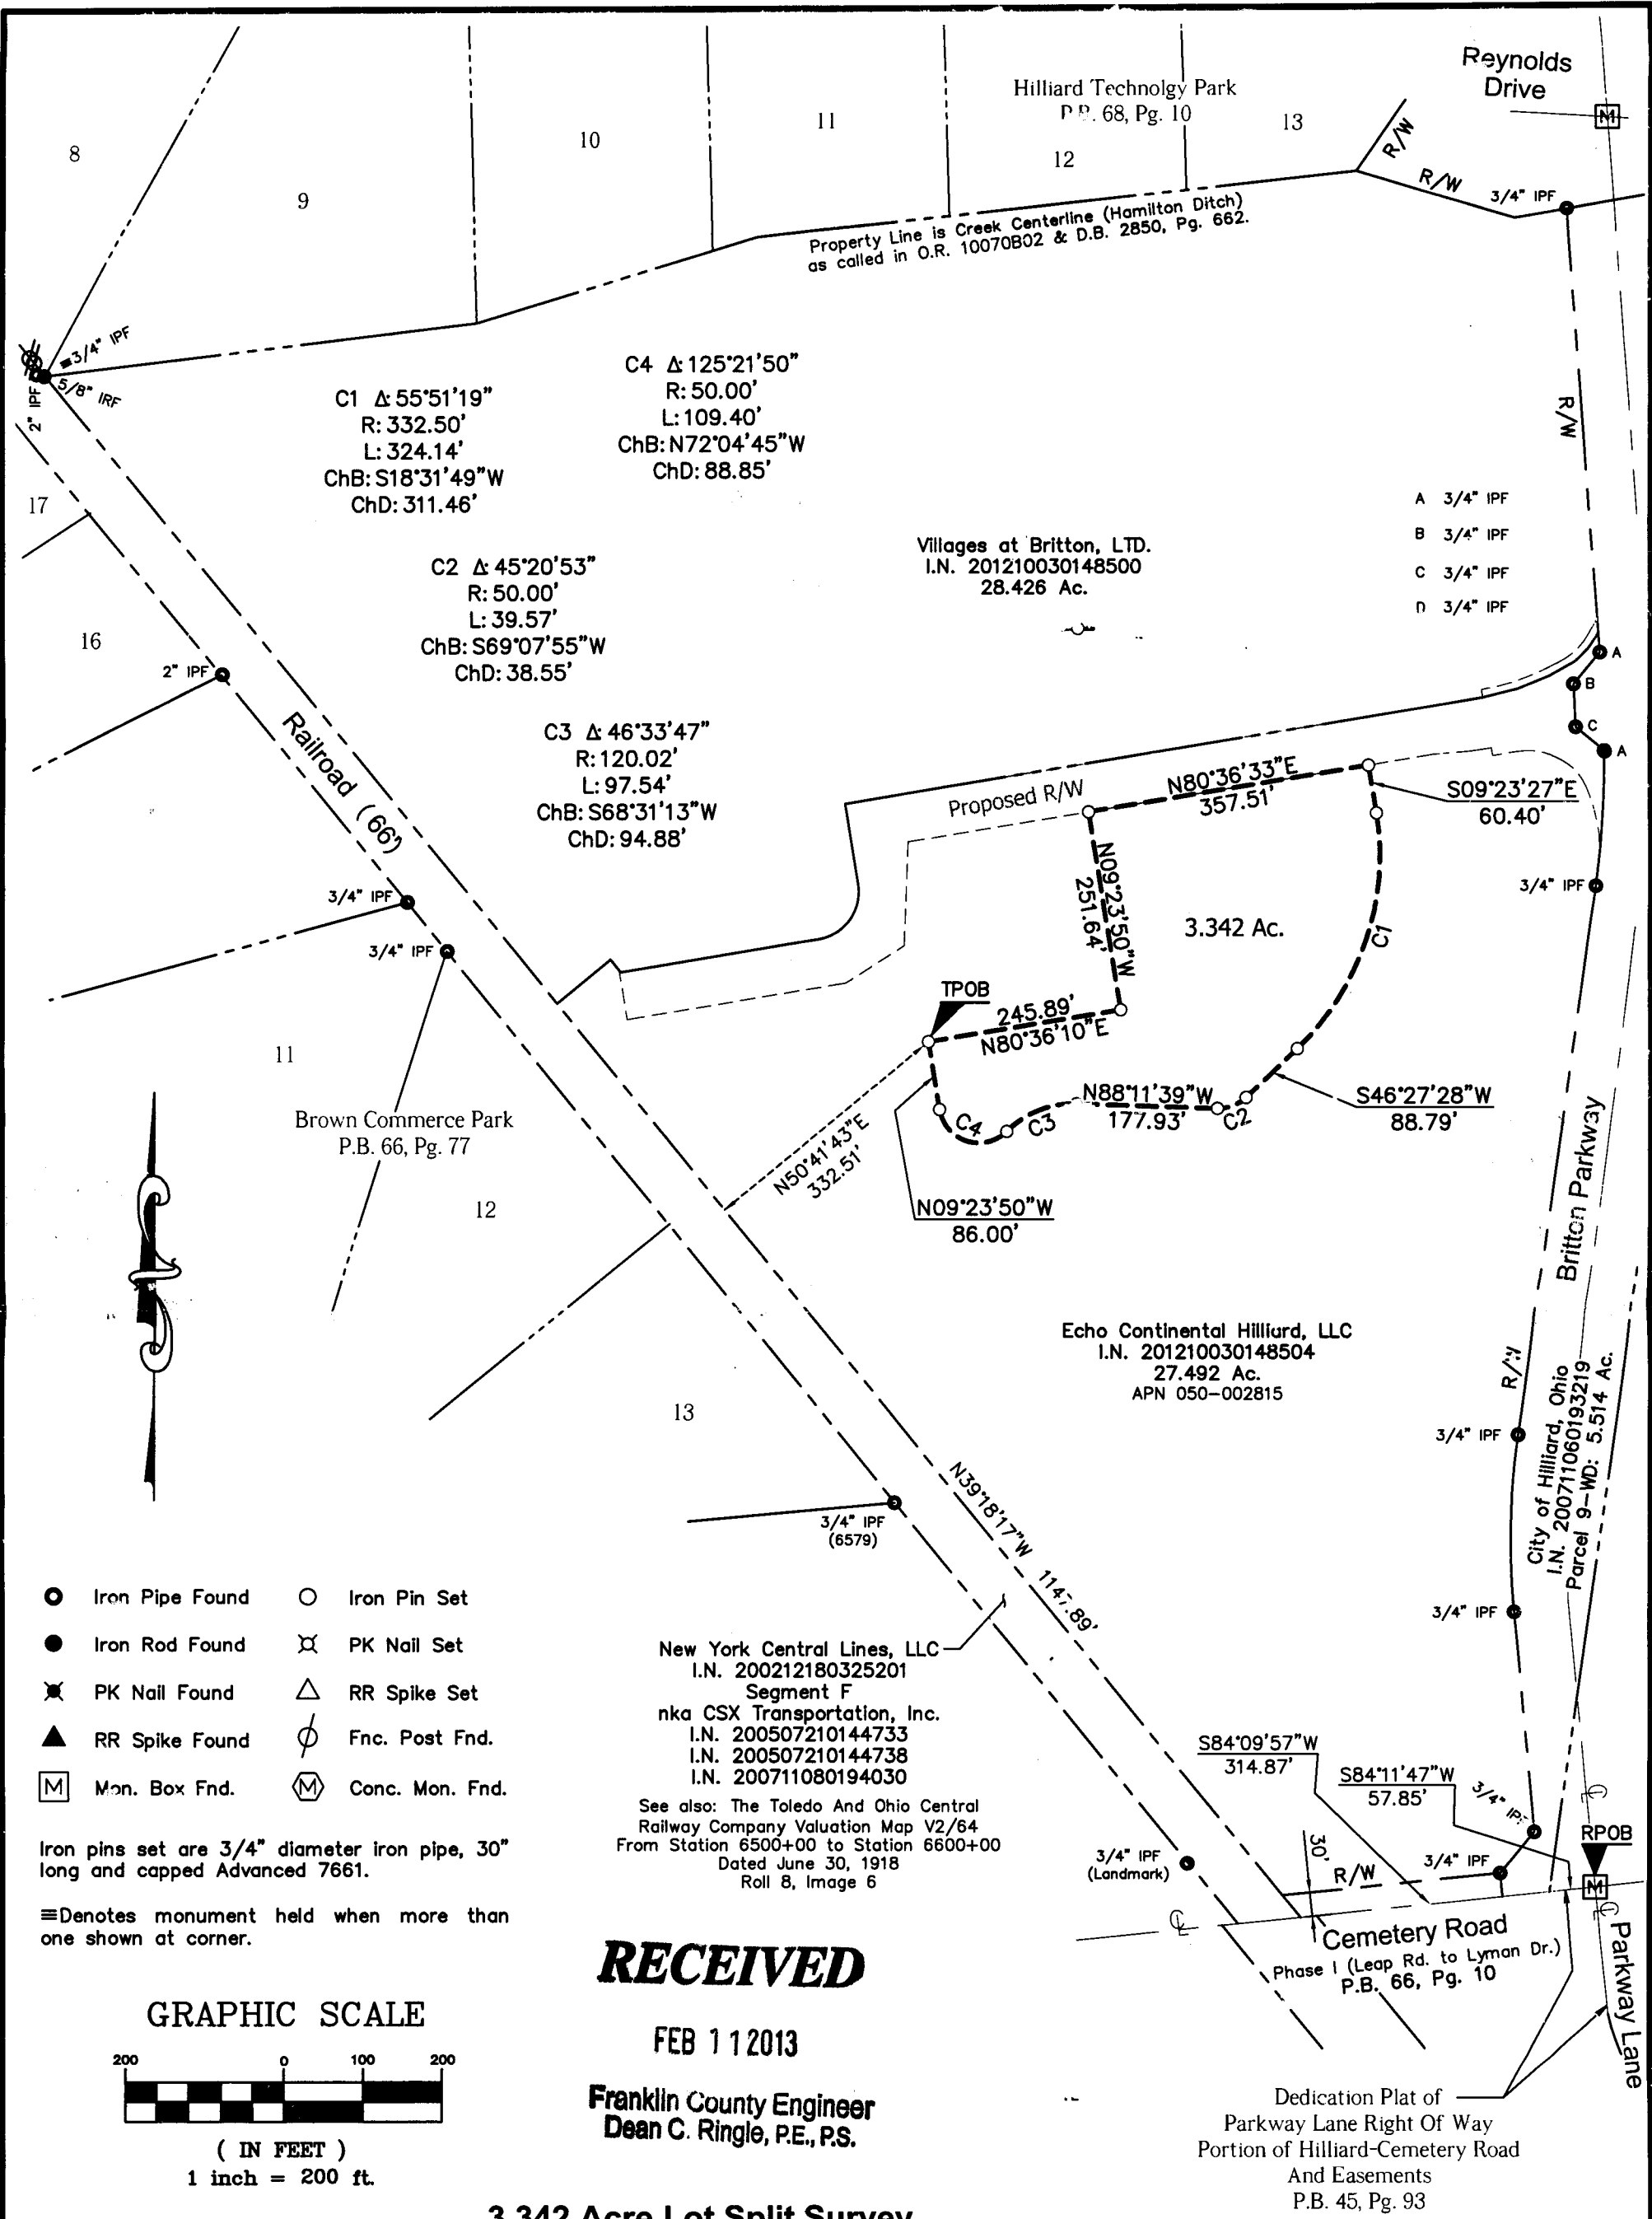 Reynolds
Drive
M
Hilliard Technolgy Park
P.B. 68, Pg. 10
8
9
10
11
12
13
R/W
R/W
3/4" IPF
Property Line is Creek Centerline (Hamilton Ditch)
as called in O.R. 10070B02 & D.B. 2850, Pg. 662.
≡3/4" IPF
5/8" IRF
2" IPF
C1 Δ: 55°51'19"
R: 332.50'
L: 324.14'
ChB: S18°31'49"W
ChD: 311.46'
C4 Δ: 125°21'50"
R: 50.00'
L: 109.40'
ChB: N72°04'45"W
ChD: 88.85'
R/W
17
A 3/4" IPF
B 3/4" IPF
C 3/4" IPF
D 3/4" IPF
Villages at Britton, LTD.
I.N. 201210030148500
28.426 Ac.
C2 Δ: 45°20'53"
R: 50.00'
L: 39.57'
ChB: S69°07'55"W
ChD: 38.55'
16
2" IPF
A
B
C
A
Railroad (66')
C3 Δ: 46°33'47"
R: 120.02'
L: 97.54'
ChB: S68°31'13"W
ChD: 94.88'
Proposed R/W
N80°36'33"E
357.51'
S09°23'27"E
60.40'
3/4" IPF
3/4" IPF
3/4" IPF
N09°23'50"W
251.64'
3.342 Ac.
C1
TPOB
245.89'
N80°36'10"E
11
Brown Commerce Park
P.B. 66, Pg. 77
N88°11'39"W
177.93'
C2
C3
C4
S46°27'28"W
88.79'
N50°41'43"E
332.51'
N09°23'50"W
86.00'
12
Britton Parkway
Echo Continental Hilliard, LLC
I.N. 201210030148504
27.492 Ac.
APN 050-002815
R/W
City of Hilliard, Ohio
I.N. 200711060193219
Parcel 9-WD: 5.514 Ac.
13
3/4" IPF
N39°18'17"W 1147.89'
3/4" IPF
(6579)
Iron Pipe Found
Iron Pin Set
Iron Rod Found
PK Nail Set
PK Nail Found
RR Spike Set
RR Spike Found
Fnc. Post Fnd.
M Mon. Box Fnd.
M Conc. Mon. Fnd.
3/4" IPF
New York Central Lines, LLC
I.N. 200212180325201
Segment F
nka CSX Transportation, Inc.
I.N. 200507210144733
I.N. 200507210144738
I.N. 200711080194030
See also: The Toledo And Ohio Central
Railway Company Valuation Map V2/64
From Station 6500+00 to Station 6600+00
Dated June 30, 1918
Roll 8, Image 6
S84°09'57"W
314.87'
S84°11'47"W
57.85'
3/4" IPF
RPOB
M
Iron pins set are 3/4" diameter iron pipe, 30"
long and capped Advanced 7661.
≡Denotes monument held when more than
one shown at corner.
3/4" IPF
(Landmark)
30'
R/W
3/4" IPF
Cemetery Road
Phase I (Leap Rd. to Lyman Dr.)
P.B. 66, Pg. 10
Parkway Lane
RECEIVED
FEB 11 2013
Franklin County Engineer
Dean C. Ringle, P.E., P.S.
GRAPHIC SCALE
200 0 100 200
( IN FEET )
1 inch = 200 ft.
Dedication Plat of
Parkway Lane Right Of Way
Portion of Hilliard-Cemetery Road
And Easements
P.B. 45, Pg. 93
3.342 Acre Lot Split Survey